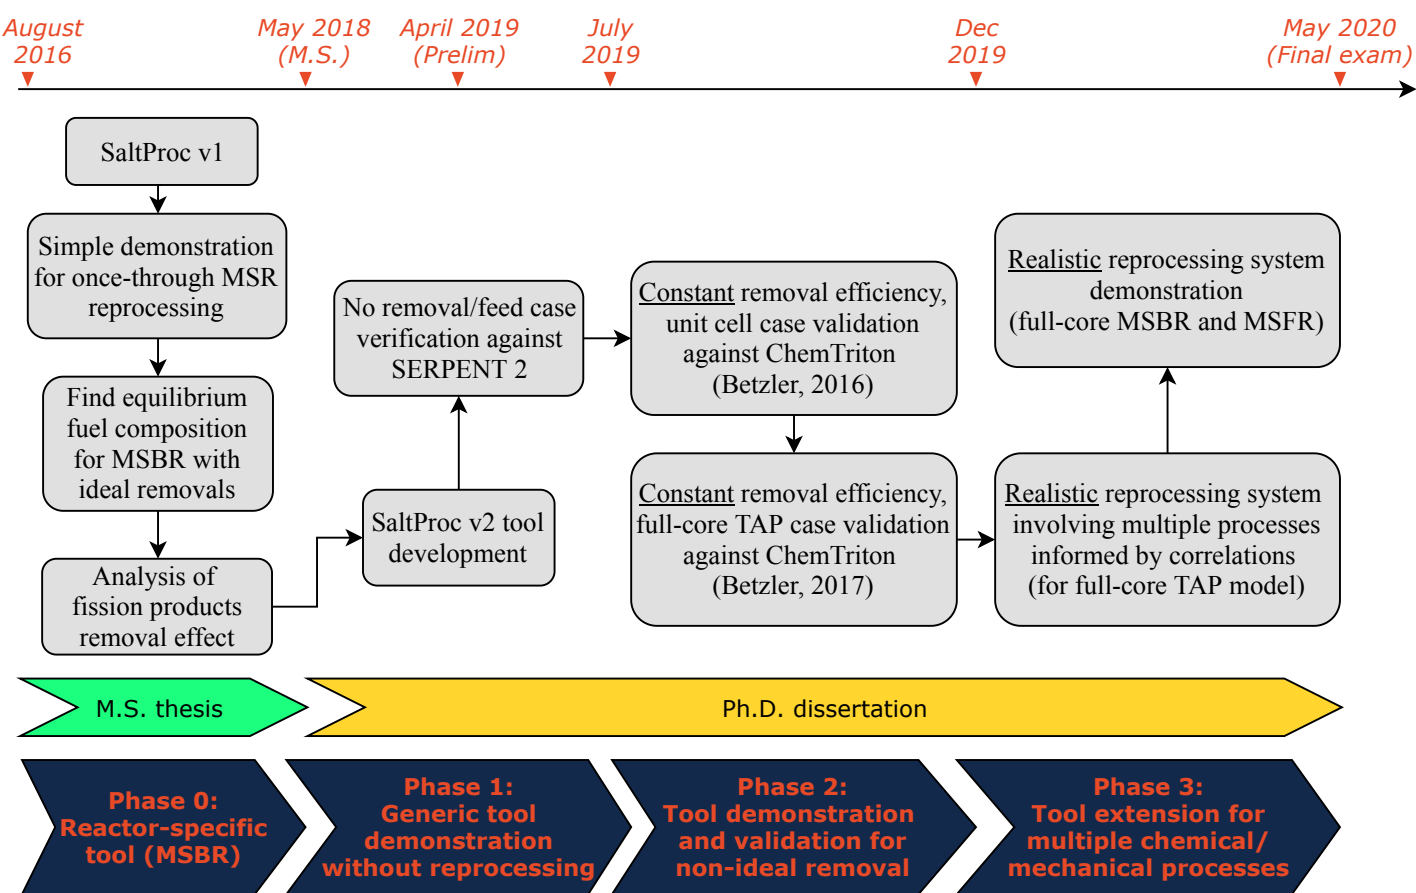 August
2016
May 2018
(M.S.)
April 2019
(Prelim)
July
2019
Dec
2019
May 2020
(Final exam)
SaltProc v1
Simple demonstration
for once-through MSR
reprocessing
Find equilibrium
fuel composition
for MSBR with
ideal removals
Analysis of
fission products
removal effect
No removal/feed case
verification against
SERPENT 2
SaltProc v2 tool
development
Constant removal efficiency,
unit cell case validation
against ChemTriton
(Betzler, 2016)
Constant removal efficiency,
full-core TAP case validation
against ChemTriton
(Betzler, 2017)
Realistic reprocessing system
demonstration
(full-core MSBR and MSFR)
Realistic reprocessing system
involving multiple processes
informed by correlations
(for full-core TAP model)
M.S. thesis
Ph.D. dissertation
Phase 0:
Reactor-specific
tool (MSBR)
Phase 1:
Generic tool
demonstration
without reprocessing
Phase 2:
Tool demonstration
and validation for
non-ideal removal
Phase 3:
Tool extension for
multiple chemical/
mechanical processes